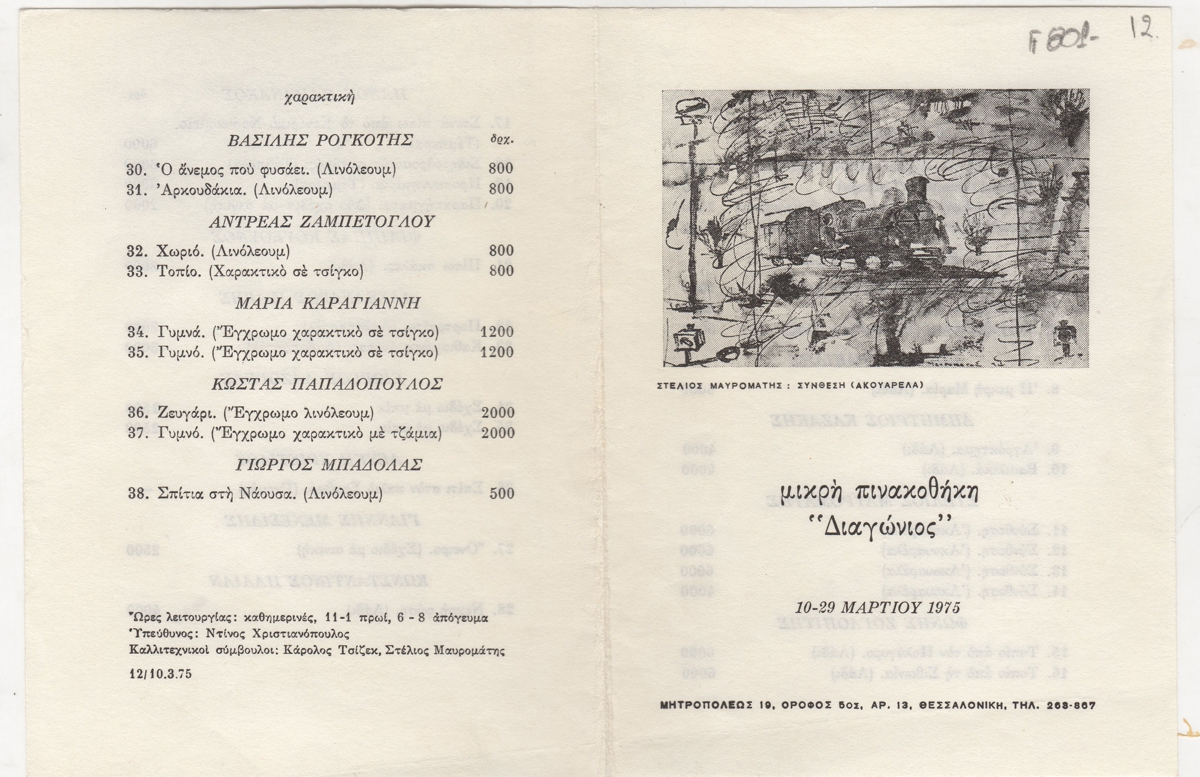 χαρακτικὴ
ΒΑΣΙΛΗΣ ΡΟΓΚΟΤΗΣ δρχ.
30. Ὁ ἄνεμος ποὺ φυσάει. (Λινόλεουμ) 800
31. Ἀρκουδάκια. (Λινόλεουμ) 800
ΑΝΤΡΕΑΣ ΖΑΜΠΕΤΟΓΛΟΥ
32. Χωριό. (Λινόλεουμ) 800
33. Τοπίο. (Χαρακτικὸ σὲ τσίγκο) 800
ΜΑΡΙΑ ΚΑΡΑΓΙΑΝΝΗ
34. Γυμνά. (Ἔγχρωμο χαρακτικὸ σὲ τσίγκο) 1200
35. Γυμνό. (Ἔγχρωμο χαρακτικὸ σὲ τσίγκο) 1200
ΚΩΣΤΑΣ ΠΑΠΑΔΟΠΟΥΛΟΣ
36. Ζευγάρι. (Ἔγχρωμο λινόλεουμ) 2000
37. Γυμνό. (Ἔγχρωμο χαρακτικὸ μὲ τζάμια) 2000
ΓΙΩΡΓΟΣ ΜΠΑΔΟΛΑΣ
38. Σπίτια στὴ Νάουσα. (Λινόλεουμ) 500
Ὧρες λειτουργίας: καθημερινές, 11-1 πρωί, 6 - 8 ἀπόγευμα
Ὑπεύθυνος: Ντίνος Χριστιανόπουλος
Καλλιτεχνικοὶ σύμβουλοι: Κάρολος Τσίζεκ, Στέλιος Μαυρομάτης
12/10.3.75
12.
ΣΤΕΛΙΟΣ ΜΑΥΡΟΜΑΤΗΣ: ΣΥΝΘΕΣΗ (ΑΚΟΥΑΡΕΛΑ)
μικρὴ πινακοθήκη
"Διαγώνιος"
10-29 ΜΑΡΤΙΟΥ 1975
ΜΗΤΡΟΠΟΛΕΩΣ 19, ΟΡΟΦΟΣ 5ος, ΑΡ. 13, ΘΕΣΣΑΛΟΝΙΚΗ, ΤΗΛ. 263-867